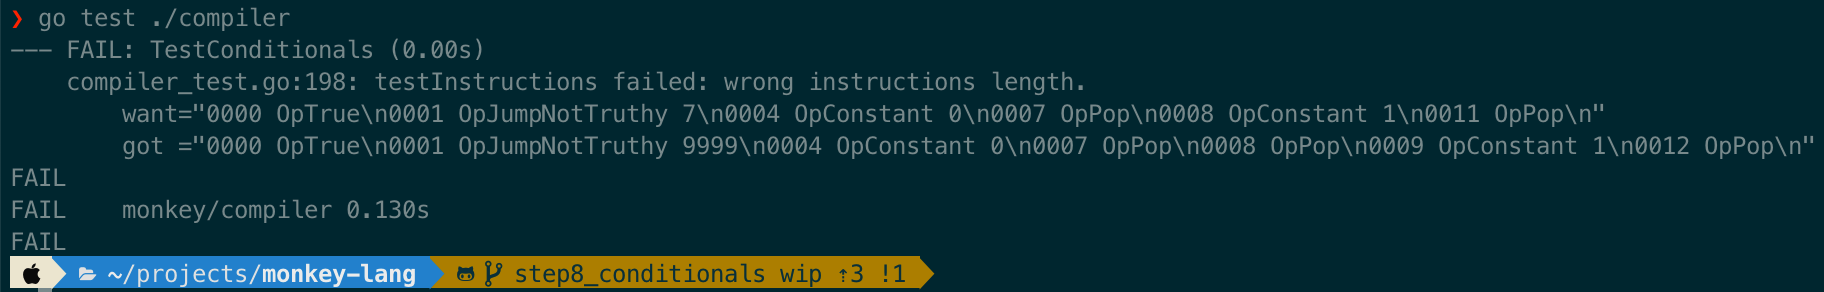 ❯ go test ./compiler
--- FAIL: TestConditionals (0.00s)
    compiler_test.go:198: testInstructions failed: wrong instructions length.
        want="0000 OpTrue\n0001 OpJumpNotTruthy 7\n0004 OpConstant 0\n0007 OpPop\n0008 OpConstant 1\n0011 OpPop\n"
        got ="0000 OpTrue\n0001 OpJumpNotTruthy 9999\n0004 OpConstant 0\n0007 OpPop\n0008 OpPop\n0009 OpConstant 1\n0012 OpPop\n"
FAIL
FAIL    monkey/compiler 0.130s
FAIL
~/projects/monkey-lang step8_conditionals wip ⇡3 !1